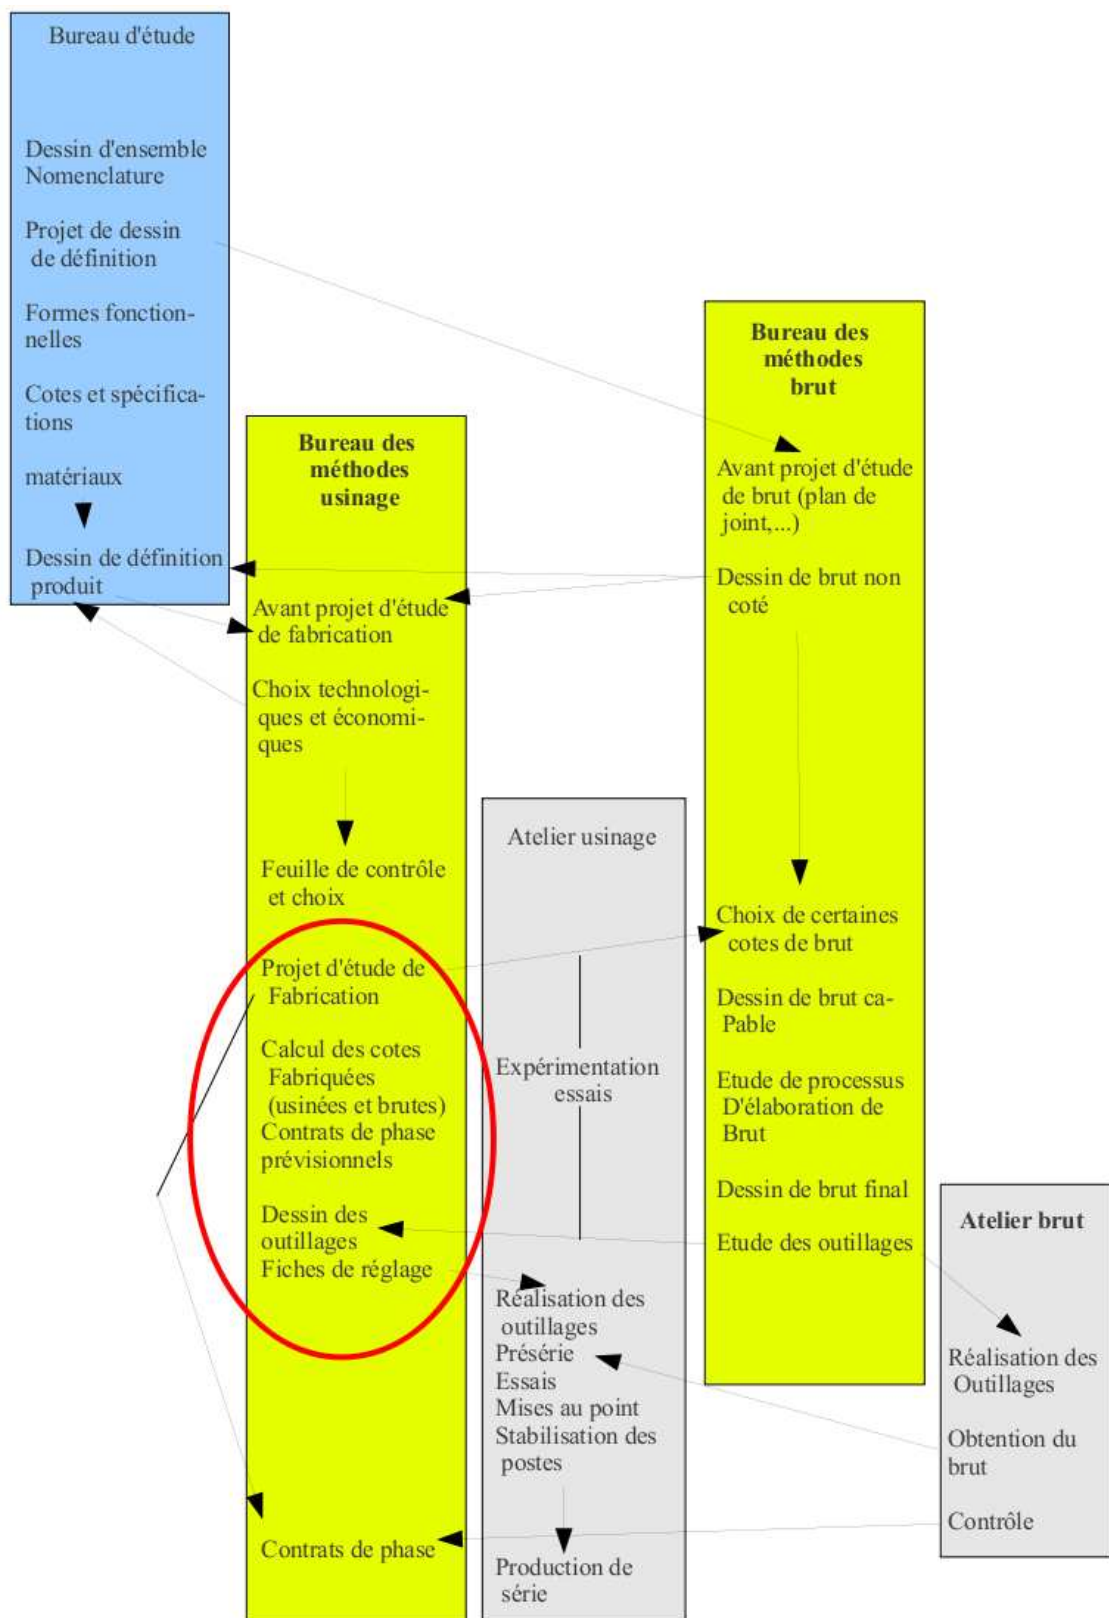 Bureau d'étude
Dessin d'ensemble
Nomenclature
Projet de dessin
de définition
Formes fonction-
nelles
Cotes et spécifica-
tions
matériaux
Dessin de définition
produit
Bureau des
méthodes
usinage
Avant projet d'étude
de fabrication
Choix technologi-
ques et économi-
ques
Feuille de contrôle
et choix
Projet d'étude de
Fabrication
Calcul des cotes
Fabriquées
(usinées et brutes)
Contrats de phase
prévisionnels
Dessin des
outillages
Fiches de réglage
Contrats de phase
Atelier usinage
Expérimentation
essais
Réalisation des
outillages
Présérie
Essais
Mises au point
Stabilisation des
postes
Production de
série
Bureau des
méthodes
brut
Avant projet d'étude
de brut (plan de
joint,...)
Dessin de brut non
coté
Choix de certaines
cotes de brut
Dessin de brut ca-
Pable
Etude de processus
D'élaboration de
Brut
Dessin de brut final
Etude des outillages
Atelier brut
Réalisation des
Outillages
Obtention du
brut
Contrôle